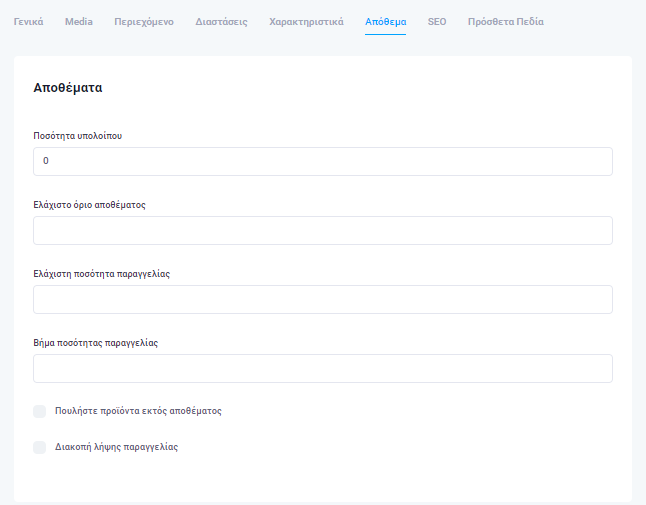 Γενικά Media Περιεχόμενο Διαστάσεις Χαρακτηριστικά Απόθεμα SEO Πρόσθετα Πεδία
Αποθέματα
Ποσότητα υπολοίπου
0
Ελάχιστο όριο αποθέματος
Ελάχιστη ποσότητα παραγγελίας
Βήμα ποσότητας παραγγελίας
Πουλήστε προϊόντα εκτός αποθέματος
Διακοπή λήψης παραγγελίας